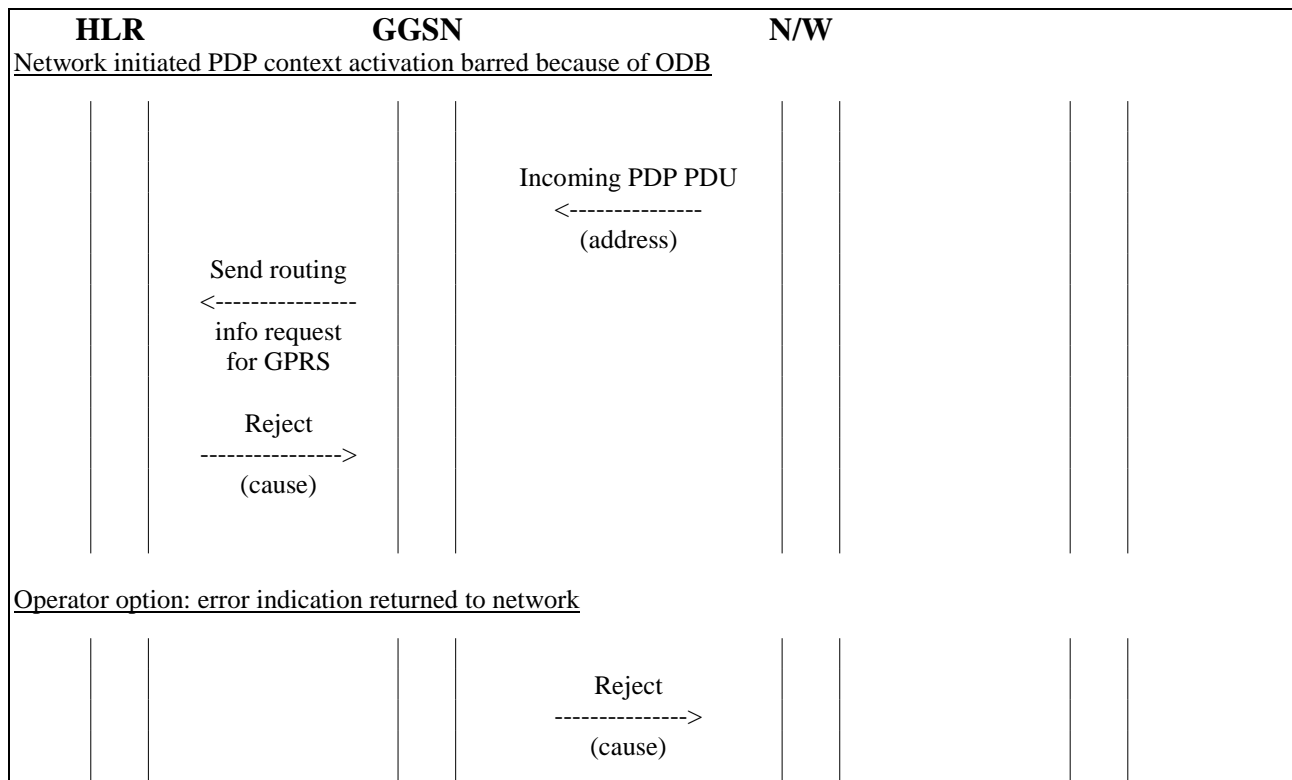 HLR GGSN N/W
Network initiated PDP context activation barred because of ODB
Incoming PDP PDU
<---------------
(address)
Send routing
<----------------
info request
for GPRS
Reject
---------------->
(cause)
Operator option: error indication returned to network
Reject
--------------->
(cause)